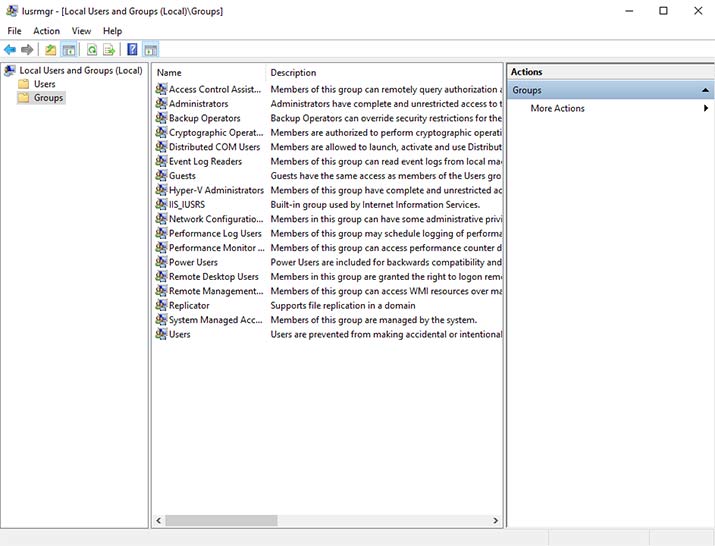 lusrmgr - [Local Users and Groups (Local)\Groups]
File Action View Help
Local Users and Groups (Local)
Users
Groups
Name Description
Access Control Assist... Members of this group can remotely query authorization a
Administrators Administrators have complete and unrestricted access to t
Backup Operators Backup Operators can override security restrictions for the
Cryptographic Operat... Members are authorized to perform cryptographic operati
Distributed COM Users Members are allowed to launch, activate and use Distribut
Event Log Readers Members of this group can read event logs from local ma
Guests Guests have the same access as members of the Users gro
Hyper-V Administrators Members of this group have complete and unrestricted ac
IIS_IUSRS Built-in group used by Internet Information Services.
Network Configuratio... Members in this group can have some administrative privi
Performance Log Users Members of this group may schedule logging of performa
Performance Monitor ... Members of this group can access performance counter d
Power Users Power Users are included for backwards compatibility and
Remote Desktop Users Members in this group are granted the right to logon rem
Remote Management... Members of this group can access WMI resources over ma
Replicator Supports file replication in a domain
System Managed Acc... Members of this group are managed by the system.
Users Users are prevented from making accidental or intentional
Actions
Groups
More Actions